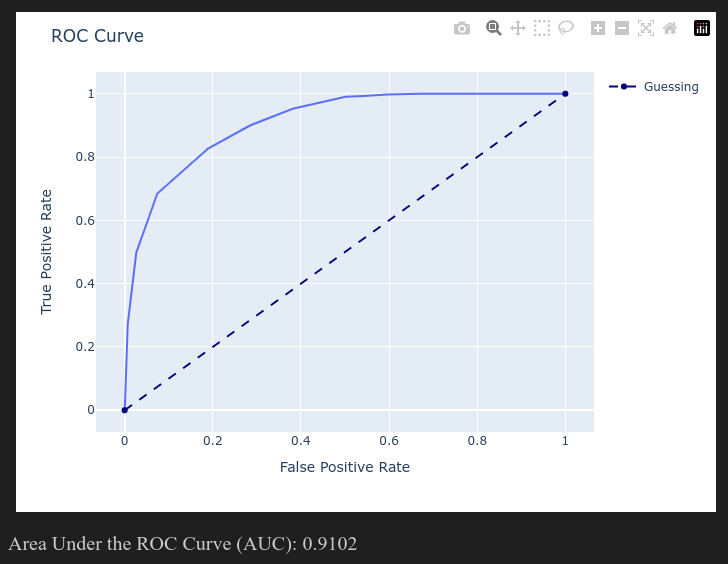 ROC Curve
Guessing
1
0.8
0.6
0.4
0.2
0
True Positive Rate
0 0.2 0.4 0.6 0.8 1
False Positive Rate
Area Under the ROC Curve (AUC): 0.9102